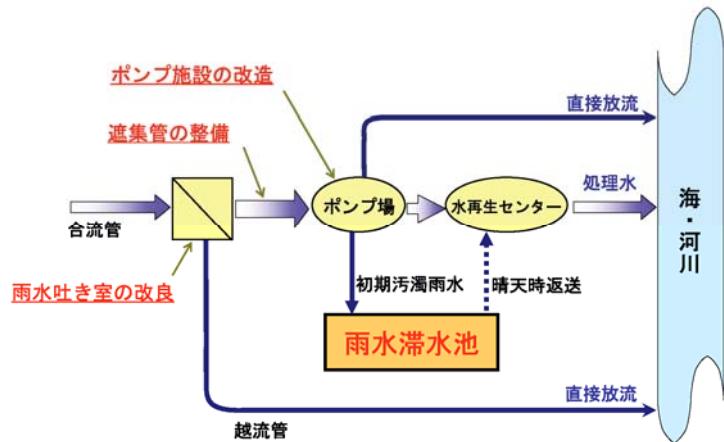 ポンプ施設の改造
直接放流
遮集管の整備
処理水
合流管
ポンプ場
水再生センター
海・河川
雨水吐き室の改良
初期汚濁雨水
晴天時返送
雨水滞水池
直接放流
越流管